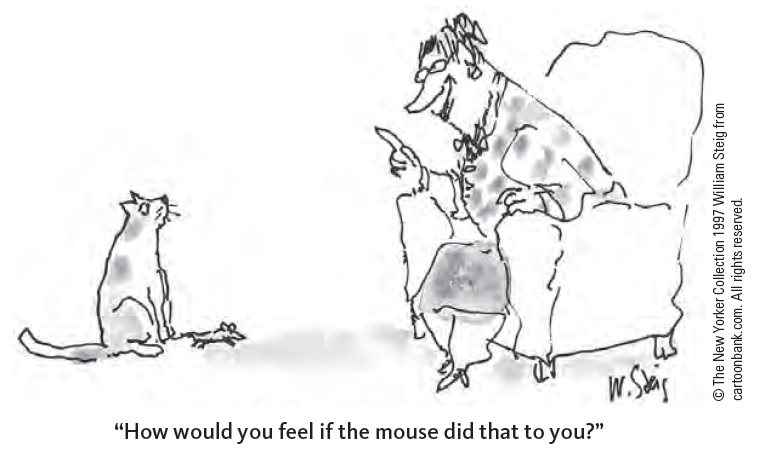 © The New Yorker Collection 1997 William Steig from
cartoonbank.com. All rights reserved.
W. Steig
“How would you feel if the mouse did that to you?”